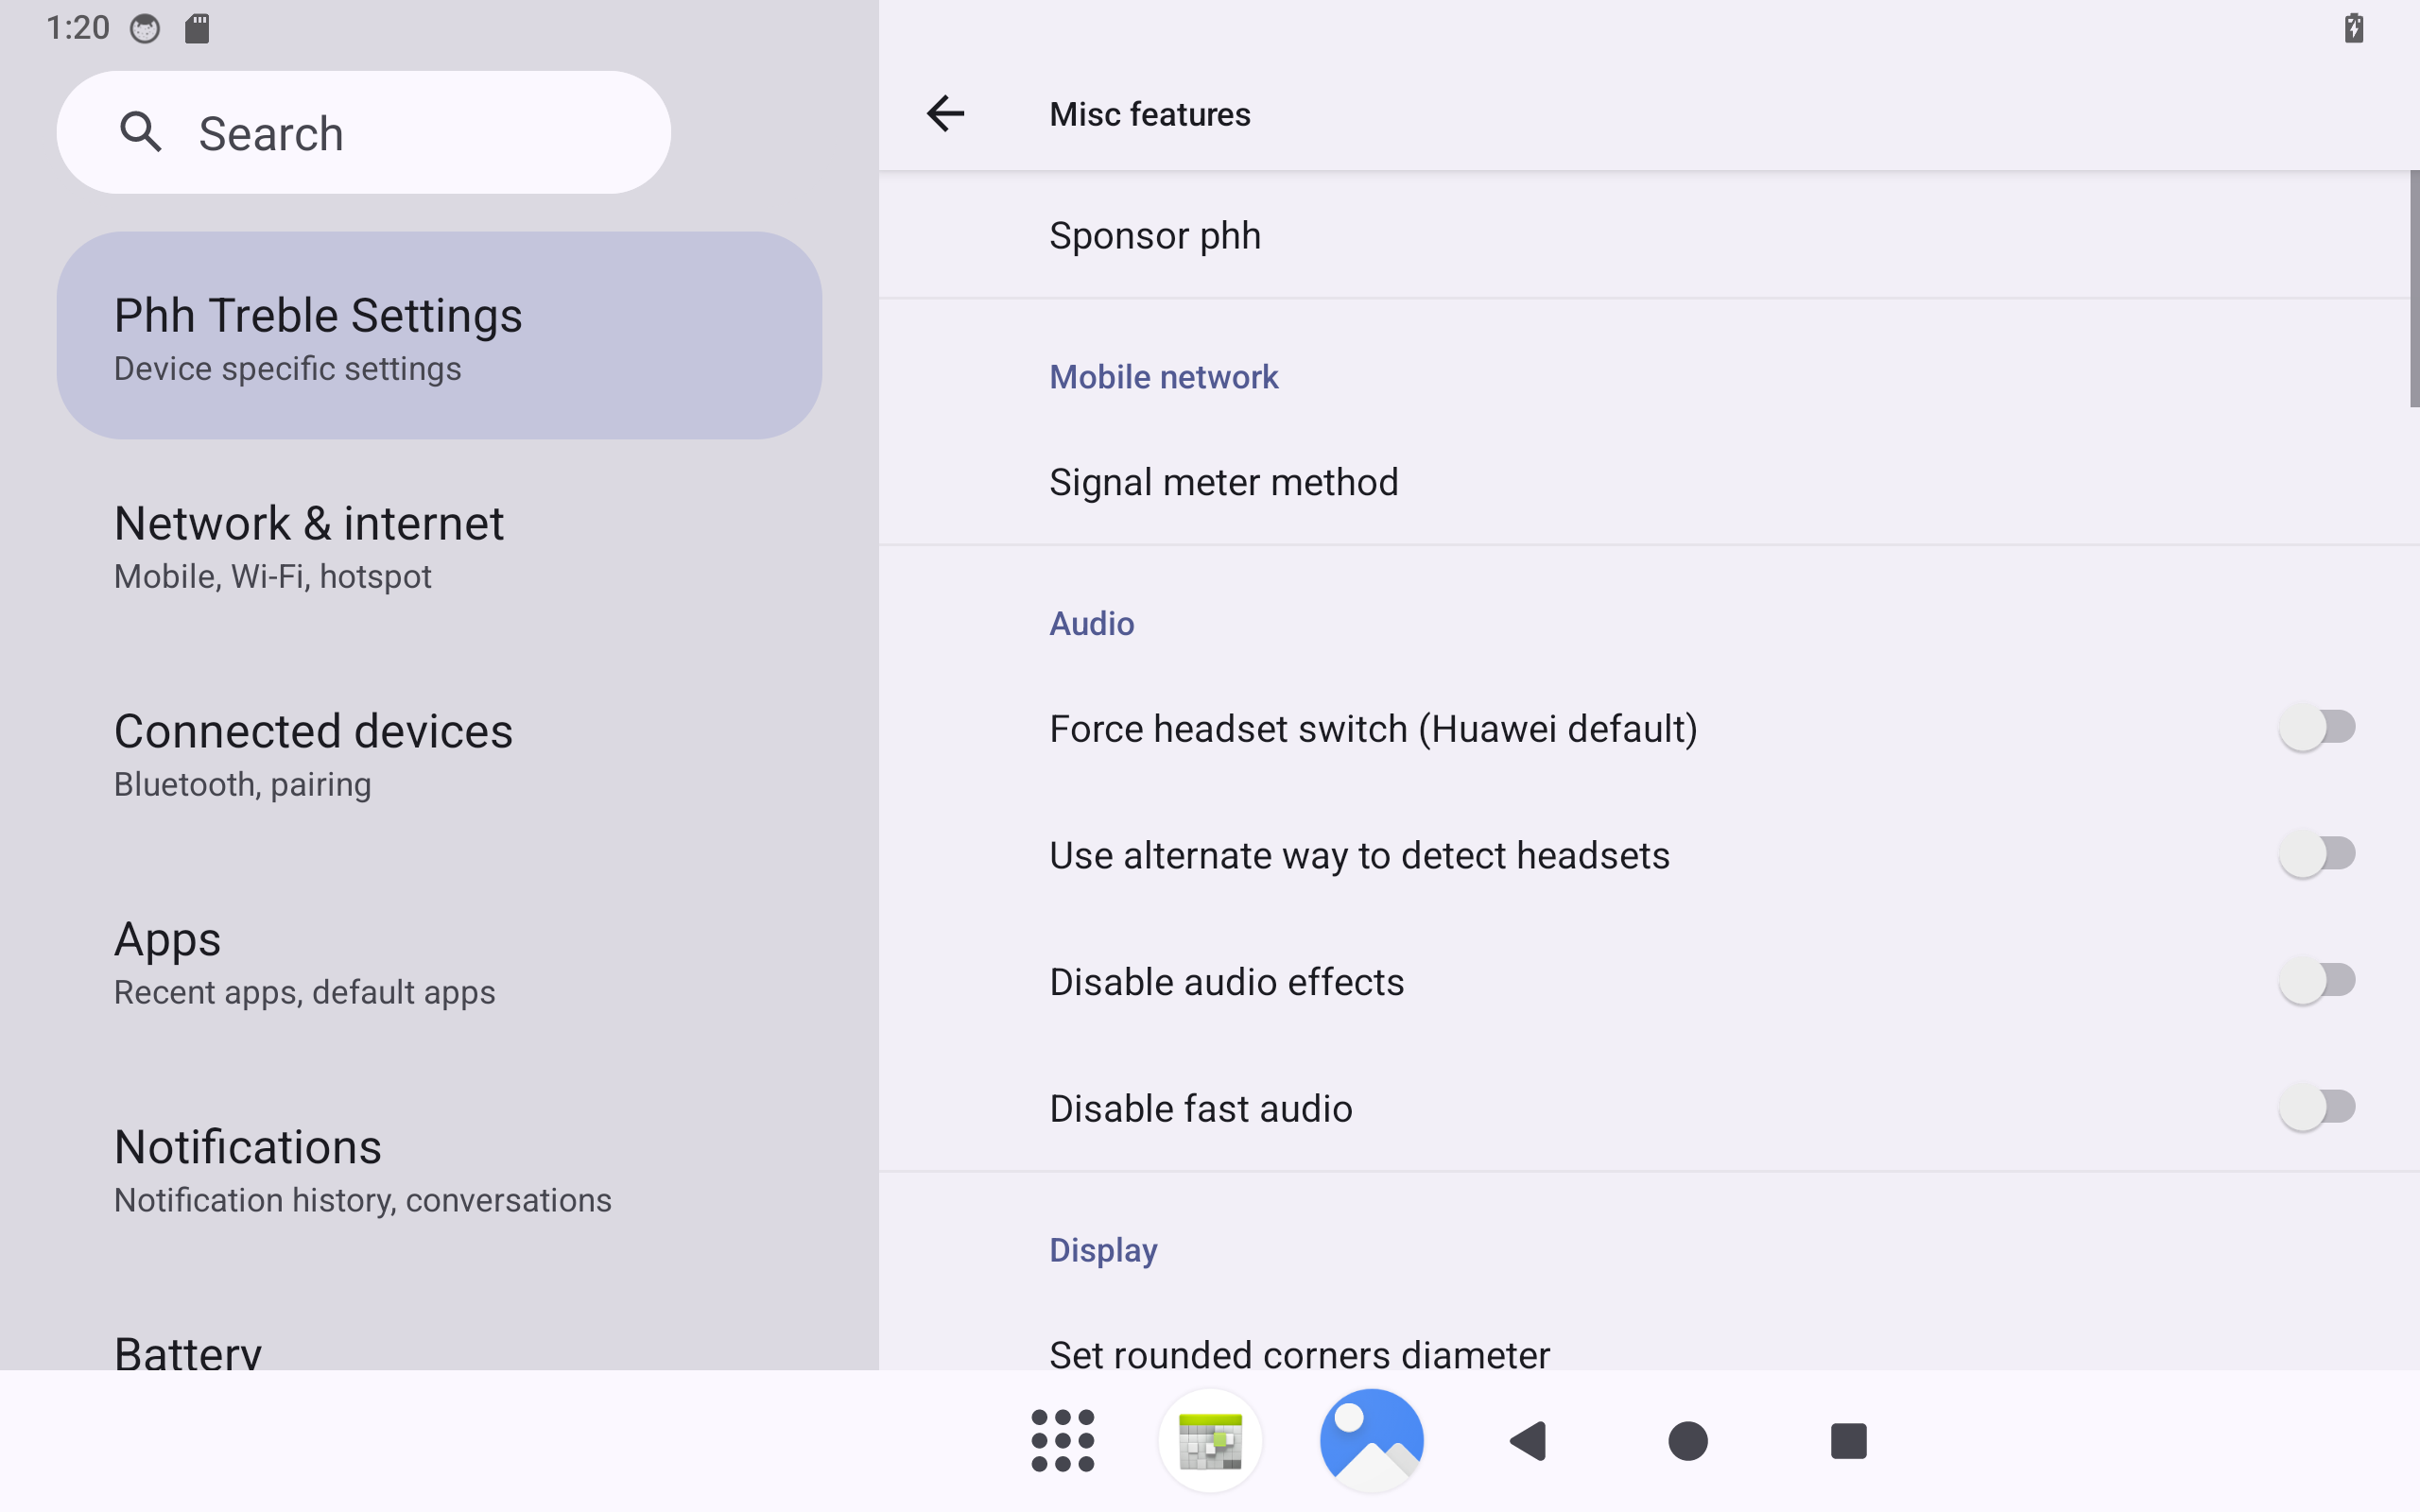 1:20
Search
Phh Treble Settings
Device specific settings
Network & internet
Mobile, Wi-Fi, hotspot
Connected devices
Bluetooth, pairing
Apps
Recent apps, default apps
Notifications
Notification history, conversations
Battery
Misc features
Sponsor phh
Mobile network
Signal meter method
Audio
Force headset switch (Huawei default)
Use alternate way to detect headsets
Disable audio effects
Disable fast audio
Display
Set rounded corners diameter